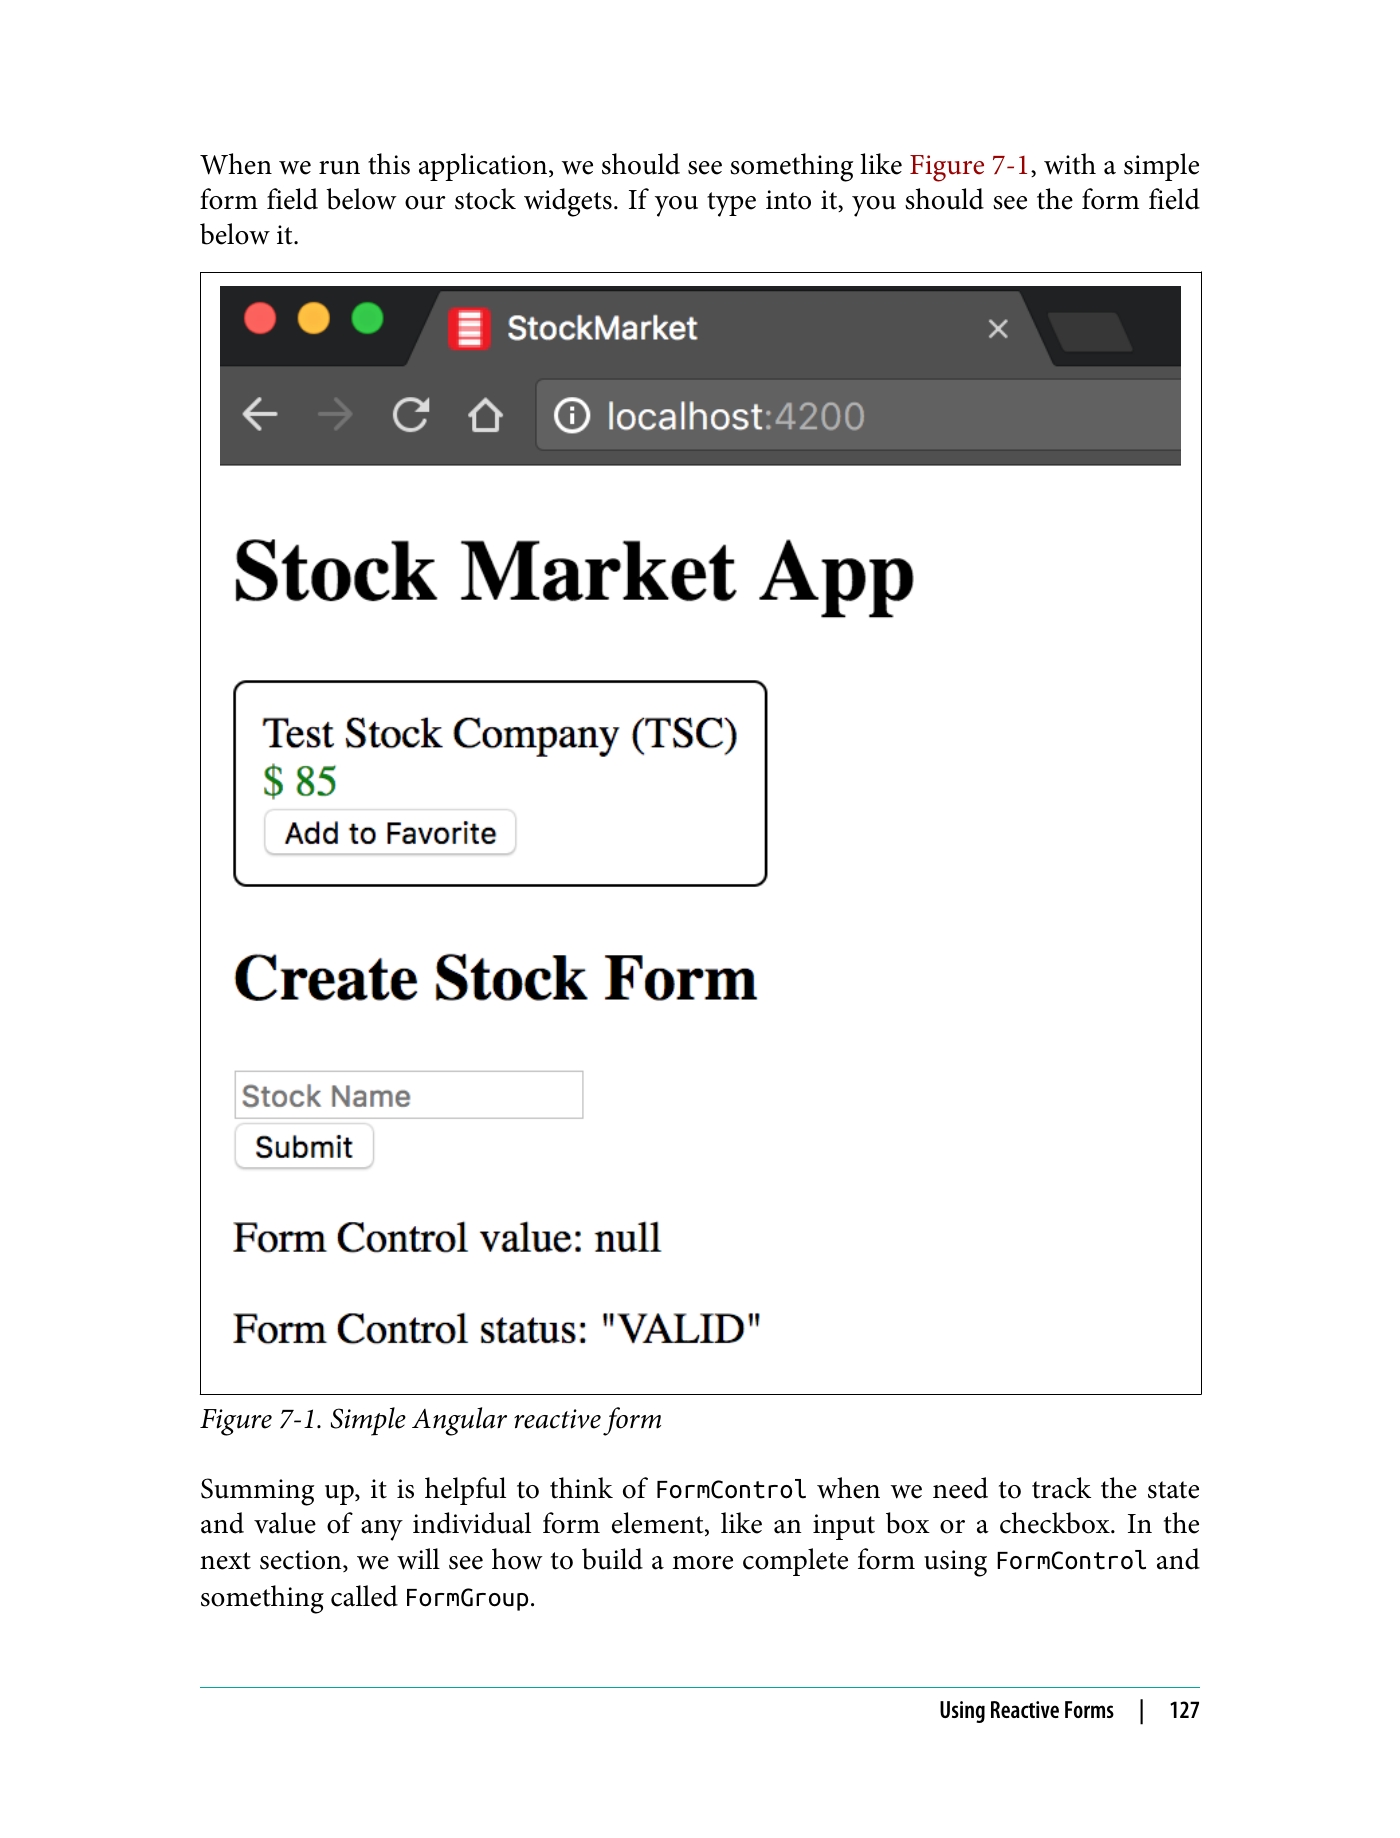 When we run this application, we should see something like Figure 7-1, with a simple
form field below our stock widgets. If you type into it, you should see the form field
below it.
StockMarket
localhost:4200
Stock Market App
Test Stock Company (TSC)
$ 85
Add to Favorite
Create Stock Form
Stock Name
Submit
Form Control value: null
Form Control status: "VALID"
Figure 7-1. Simple Angular reactive form
Summing up, it is helpful to think of FormControl when we need to track the state
and value of any individual form element, like an input box or a checkbox. In the
next section, we will see how to build a more complete form using FormControl and
something called FormGroup.
Using Reactive Forms | 127